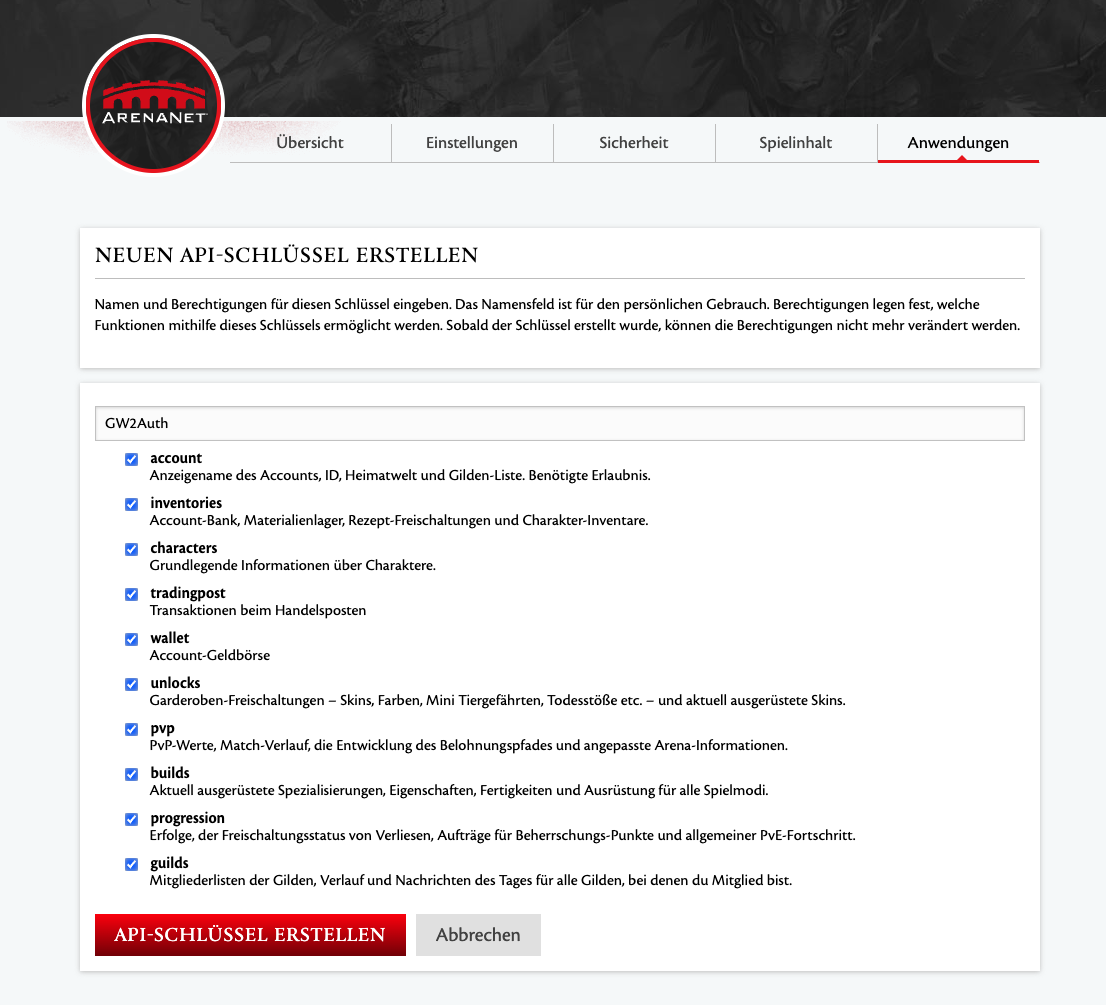 ARENANET
Übersicht
Einstellungen
Sicherheit
Spielinhalt
Anwendungen
NEUEN API-SCHLÜSSEL ERSTELLEN
Namen und Berechtigungen für diesen Schlüssel eingeben. Das Namensfeld ist für den persönlichen Gebrauch. Berechtigungen legen fest, welche
Funktionen mithilfe dieses Schlüssels ermöglicht werden. Sobald der Schlüssel erstellt wurde, können die Berechtigungen nicht mehr verändert werden.
GW2Auth
account
Anzeigename des Accounts, ID, Heimatwelt und Gilden-Liste. Benötigte Erlaubnis.
inventories
Account-Bank, Materialienlager, Rezept-Freischaltungen und Charakter-Inventare.
characters
Grundlegende Informationen über Charaktere.
tradingpost
Transaktionen beim Handelsposten
wallet
Account-Geldbörse
unlocks
Garderoben-Freischaltungen – Skins, Farben, Mini Tiergefährten, Todesstöße etc. – und aktuell ausgerüstete Skins.
pvp
PvP-Werte, Match-Verlauf, die Entwicklung des Belohnungspfades und angepasste Arena-Informationen.
builds
Aktuell ausgerüstete Spezialisierungen, Eigenschaften, Fertigkeiten und Ausrüstung für alle Spielmodi.
progression
Erfolge, der Freischaltungsstatus von Verliesen, Aufträge für Beherrschungs-Punkte und allgemeiner PvE-Fortschritt.
guilds
Mitgliederlisten der Gilden, Verlauf und Nachrichten des Tages für alle Gilden, bei denen du Mitglied bist.
API-SCHLÜSSEL ERSTELLEN
Abbrechen